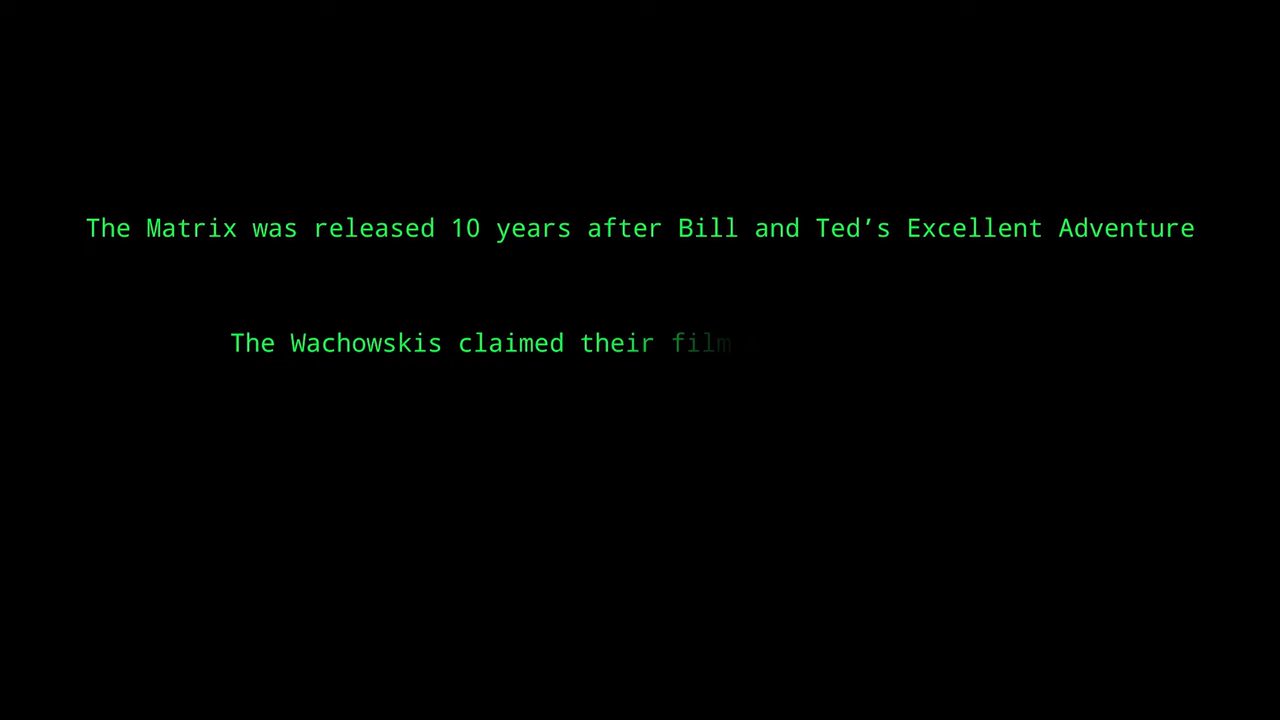 The Matrix was released 10 years after Bill and Ted’s Excellent Adventure
The Wachowskis claimed their film